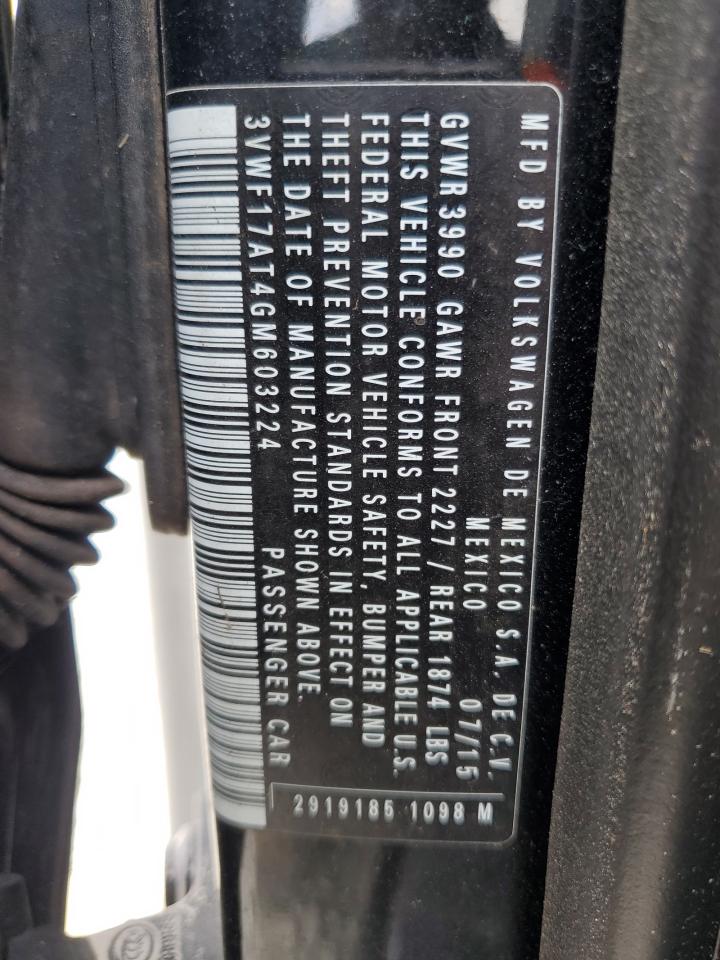 MFD BY VOLKSWAGEN DE MEXICO S.A. DE C.V.
MEXICO 07/15
GVWR 3990 GAWR FRONT 2227 / REAR 1874 LBS
THIS VEHICLE CONFORMS TO ALL APPLICABLE U.S.
FEDERAL MOTOR VEHICLE SAFETY, BUMPER AND
THEFT PREVENTION STANDARDS IN EFFECT ON
THE DATE OF MANUFACTURE SHOWN ABOVE.
3VWF17AT4GM603224 PASSENGER CAR
2919185 1098 M